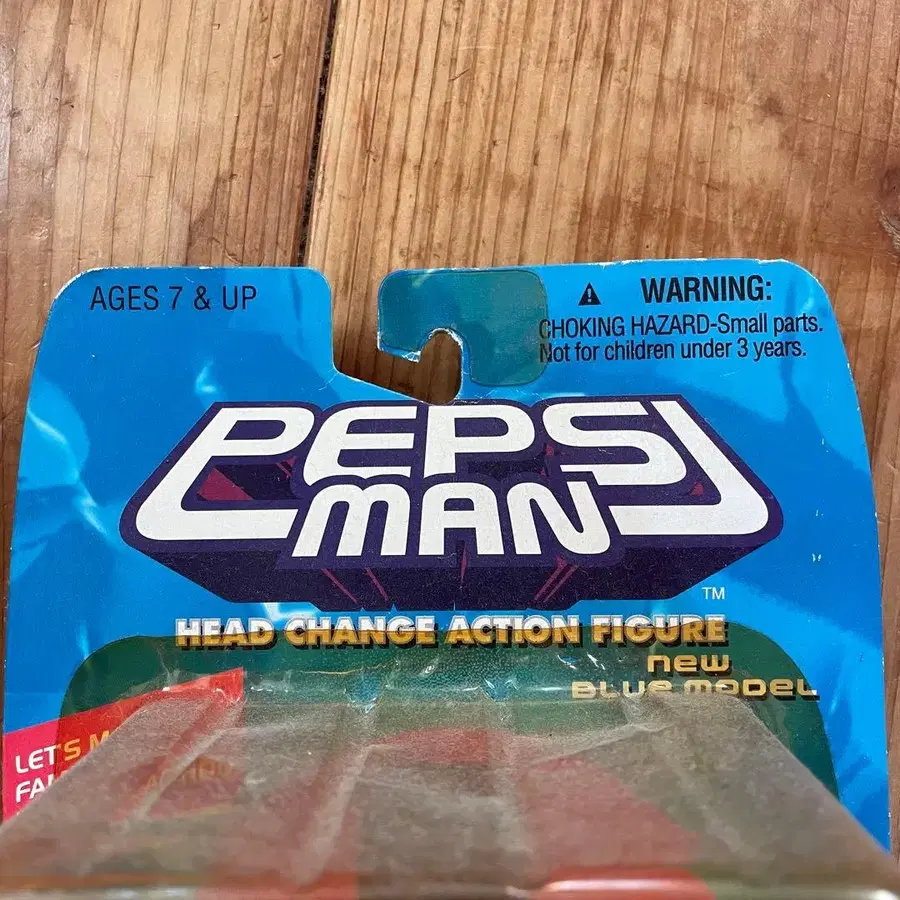 AGES 7 & UP
WARNING:
CHOKING HAZARD-Small parts.
Not for children under 3 years.
PEPSI
MAN
TM
HEAD CHANGE ACTION FIGURE
new
BLUE MODEL
LET'S